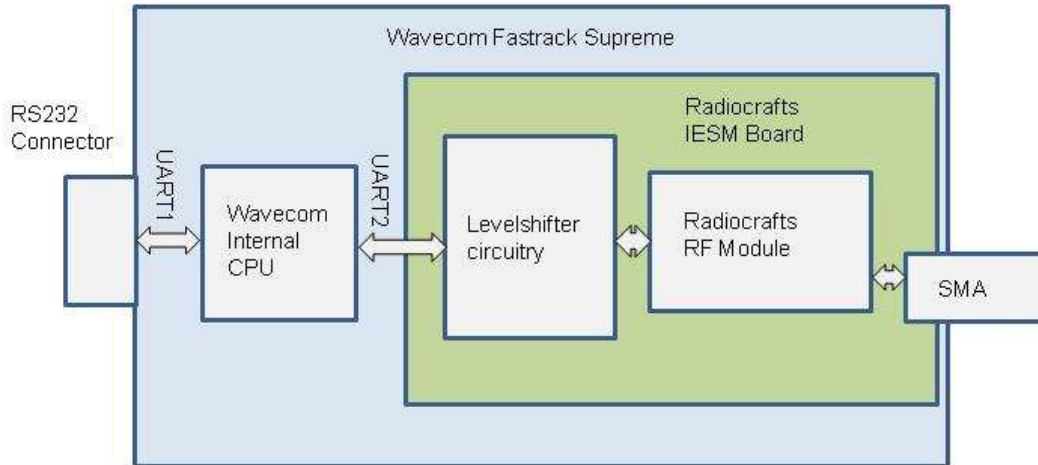 Wavecom Fastrack Supreme
RS232
Connector
Radiocrafts
IESM Board
UART1
UART2
Wavecom
Internal
CPU
Levelshifter
circuitry
Radiocrafts
RF Module
SMA